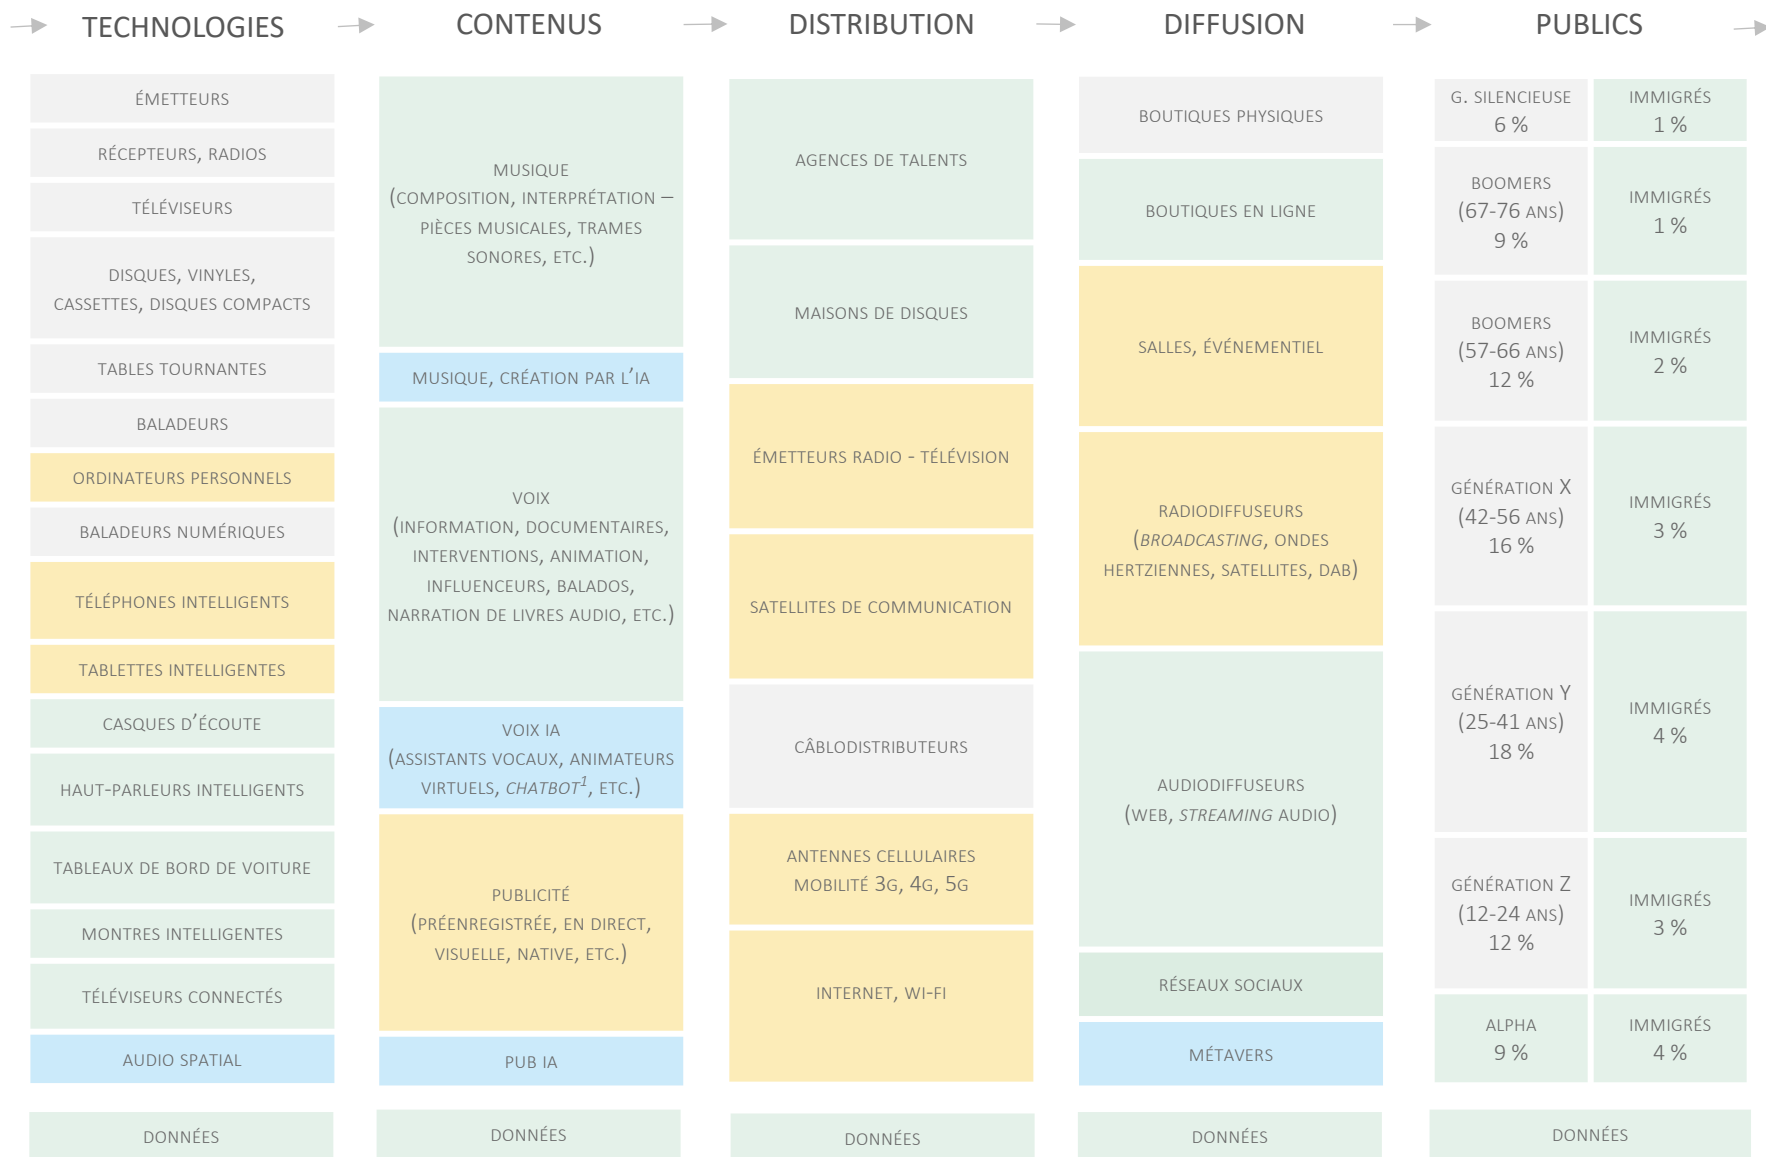 TECHNOLOGIES
CONTENUS
DISTRIBUTION
DIFFUSION
PUBLICS
ÉMETTEURS
RÉCEPTEURS, RADIOS
TÉLÉVISEURS
DISQUES, VINYLES,
CASSETTES, DISQUES COMPACTS
TABLES TOURNANTES
BALADEURS
ORDINATEURS PERSONNELS
BALADEURS NUMÉRIQUES
TÉLÉPHONES INTELLIGENTS
TABLETTES INTELLIGENTES
CASQUES D'ÉCOUTE
HAUT-PARLEURS INTELLIGENTS
TABLEAUX DE BORD DE VOITURE
MONTRES INTELLIGENTES
TÉLÉVISEURS CONNECTÉS
AUDIO SPATIAL
DONNÉES
MUSIQUE
(COMPOSITION, INTERPRÉTATION –
PIÈCES MUSICALES, TRAMES
SONORES, ETC.)
MUSIQUE, CRÉATION PAR L'IA
VOIX
(INFORMATION, DOCUMENTAIRES,
INTERVENTIONS, ANIMATION,
INFLUENCEURS, BALADOS,
NARRATION DE LIVRES AUDIO, ETC.)
VOIX IA
(ASSISTANTS VOCAUX, ANIMATEURS
VIRTUELS, CHATBOT¹, ETC.)
PUBLICITÉ
(PRÉENREGISTRÉE, EN DIRECT,
VISUELLE, NATIVE, ETC.)
PUB IA
DONNÉES
AGENCES DE TALENTS
MAISONS DE DISQUES
ÉMETTEURS RADIO - TÉLÉVISION
SATELLITES DE COMMUNICATION
CÂBLODISTRIBUTEURS
ANTENNES CELLULAIRES
MOBILITÉ 3G, 4G, 5G
INTERNET, WI-FI
DONNÉES
BOUTIQUES PHYSIQUES
BOUTIQUES EN LIGNE
SALLES, ÉVÉNEMENTIEL
RADIODIFFUSEURS
(BROADCASTING, ONDES
HERTZIENNES, SATELLITES, DAB)
AUDIODIFFUSEURS
(WEB, STREAMING AUDIO)
RÉSEAUX SOCIAUX
MÉTAVERS
DONNÉES
G. SILENCIEUSE
6 %
IMMIGRÉS
1 %
BOOMERS
(67-76 ANS)
9 %
IMMIGRÉS
1 %
BOOMERS
(57-66 ANS)
12 %
IMMIGRÉS
2 %
GÉNÉRATION X
(42-56 ANS)
16 %
IMMIGRÉS
3 %
GÉNÉRATION Y
(25-41 ANS)
18 %
IMMIGRÉS
4 %
GÉNÉRATION Z
(12-24 ANS)
12 %
IMMIGRÉS
3 %
ALPHA
9 %
IMMIGRÉS
4 %
DONNÉES